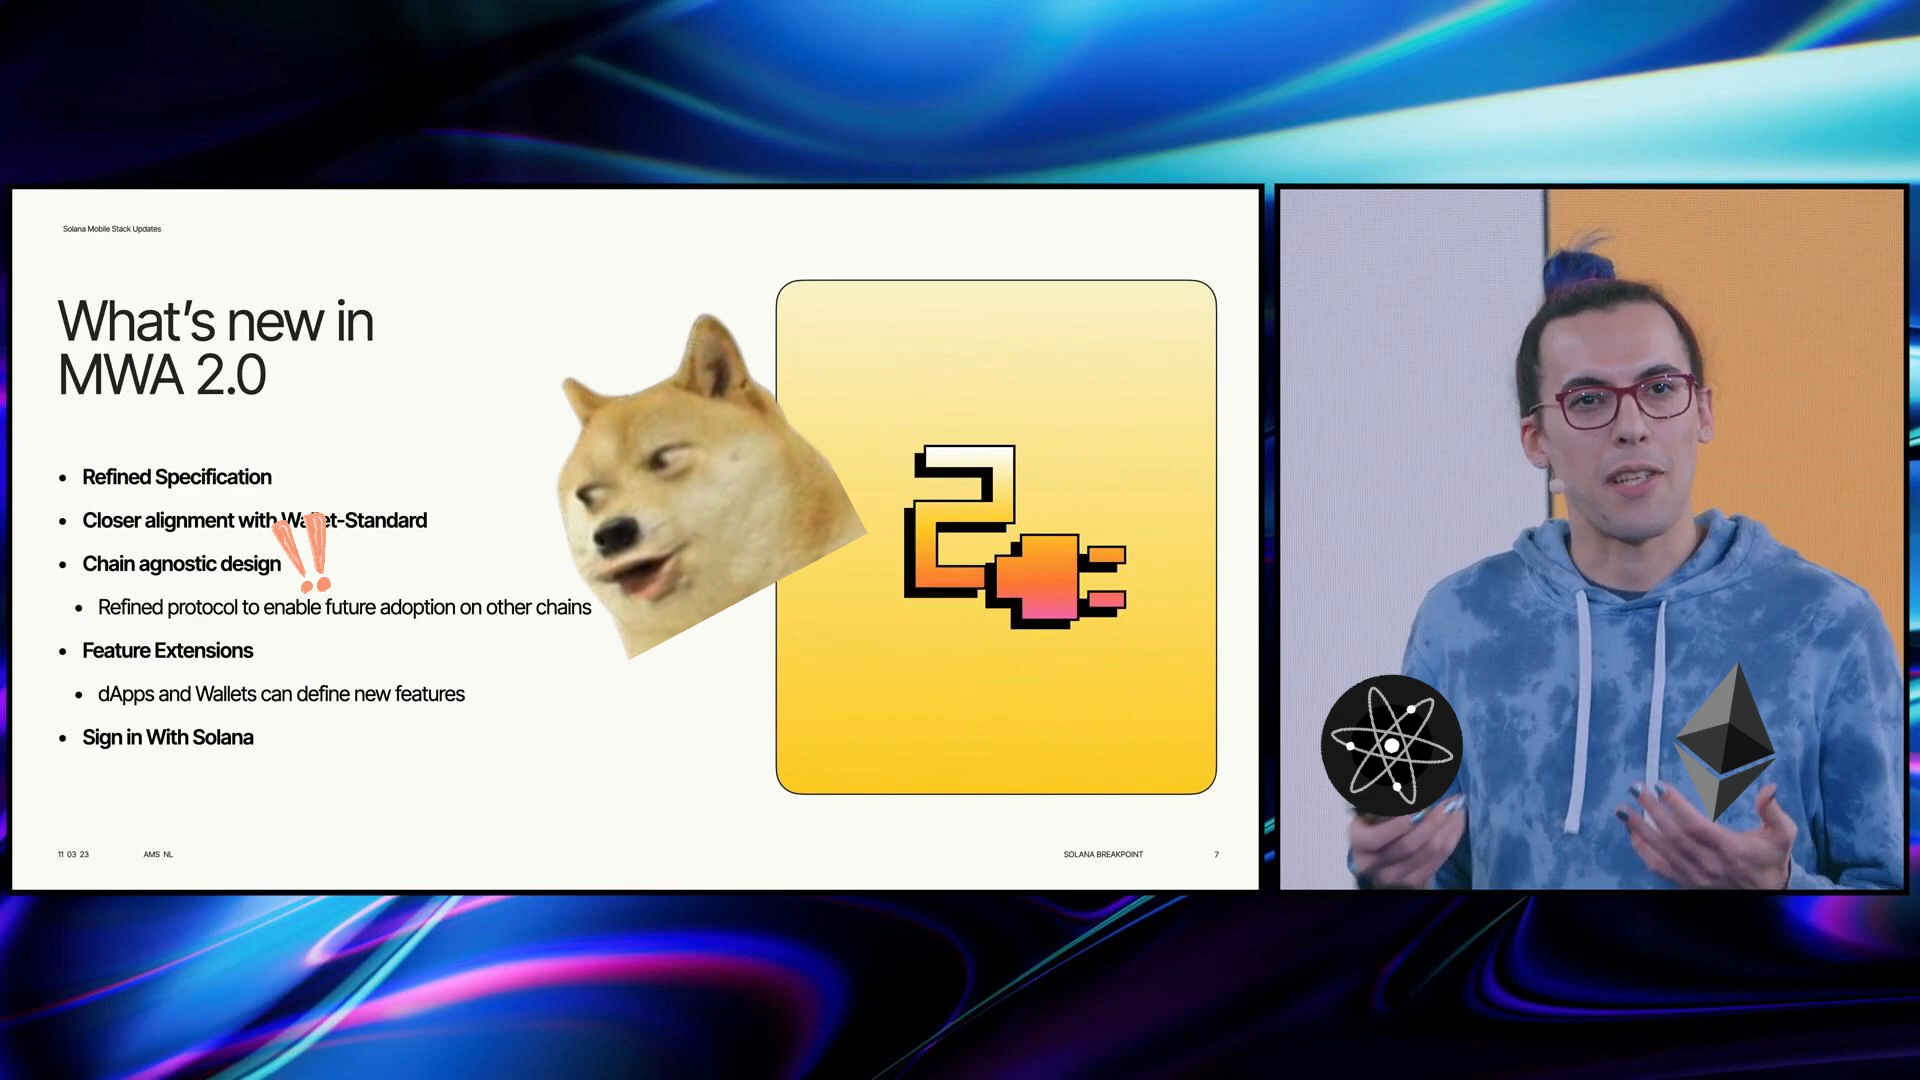 Solana Mobile Stack Updates
What's new in
MWA 2.0
Refined Specification
Closer alignment with Wallet-Standard
Chain agnostic design
Refined protocol to enable future adoption on other chains
Feature Extensions
dApps and Wallets can define new features
Sign in With Solana
11 03 23
AMS NL
SOLANA BREAKPOINT
7
2
‼